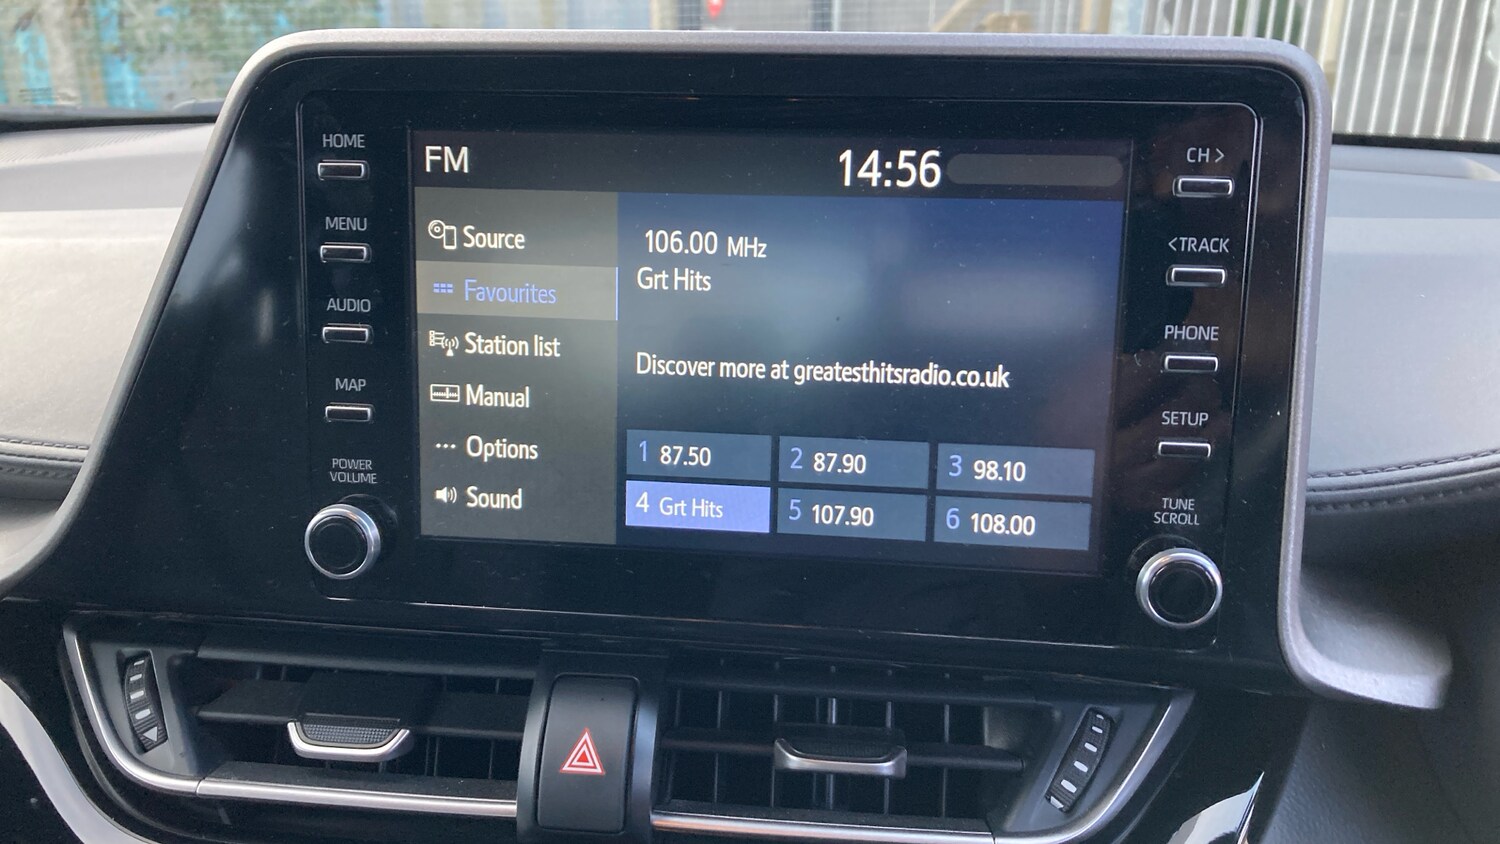 HOME
MENU
AUDIO
MAP
POWER
VOLUME
FM
14:56
Source
Favourites
Station list
Manual
Options
Sound
106.00 MHz
Grt Hits
Discover more at greatesthitsradio.co.uk
1 87.50
2 87.90
3 98.10
4 Grt Hits
5 107.90
6 108.00
CH >
< TRACK
PHONE
SETUP
TUNE
SCROLL